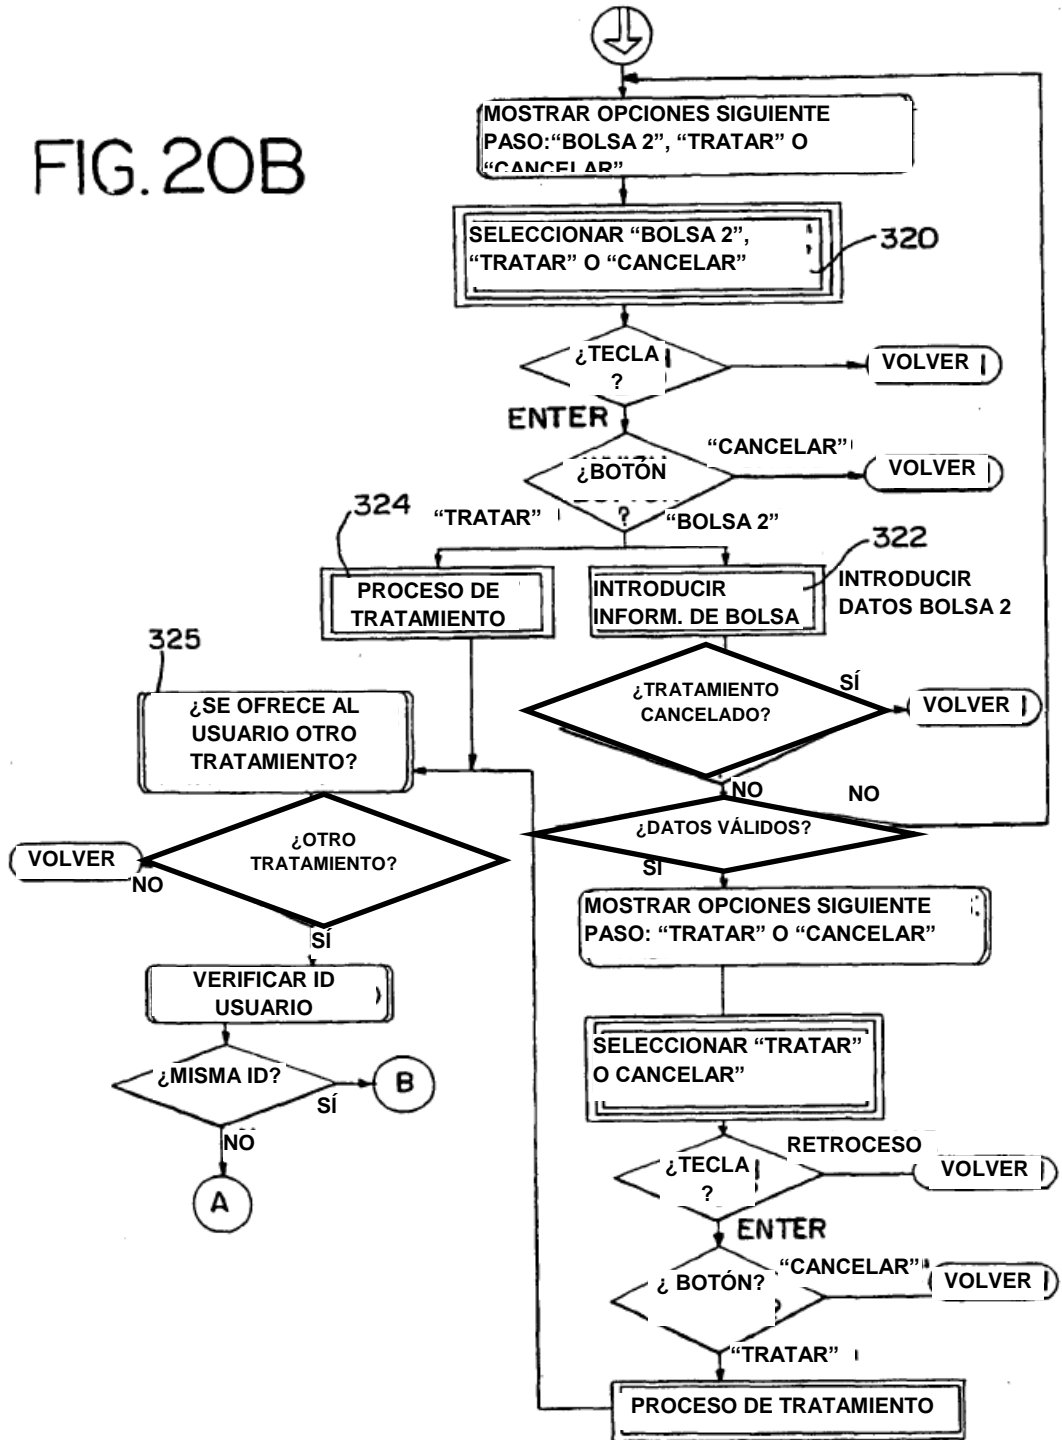 FIG. 20B
MOSTRAR OPCIONES SIGUIENTE
PASO:“BOLSA 2”, “TRATAR” O
“CANCELAR”
SELECCIONAR “BOLSA 2”,
“TRATAR” O “CANCELAR”
320
¿TECLA
?
VOLVER
ENTER
“CANCELAR”
¿BOTÓN
?
VOLVER
324
“TRATAR”
“BOLSA 2”
322
PROCESO DE
TRATAMIENTO
INTRODUCIR
INFORM. DE BOLSA
INTRODUCIR
DATOS BOLSA 2
325
¿SE OFRECE AL
USUARIO OTRO
TRATAMIENTO?
¿TRATAMIENTO
CANCELADO?
SÍ
VOLVER
NO
NO
¿DATOS VÁLIDOS?
SÍ
¿OTRO
TRATAMIENTO?
VOLVER
NO
SÍ
MOSTRAR OPCIONES SIGUIENTE
PASO: “TRATAR” O “CANCELAR”
VERIFICAR ID
USUARIO
SELECCIONAR “TRATAR”
O CANCELAR”
¿MISMA ID?
SÍ
B
NO
A
¿TECLA
?
RETROCESO
VOLVER
ENTER
¿ BOTÓN?
“CANCELAR”
VOLVER
“TRATAR”
PROCESO DE TRATAMIENTO